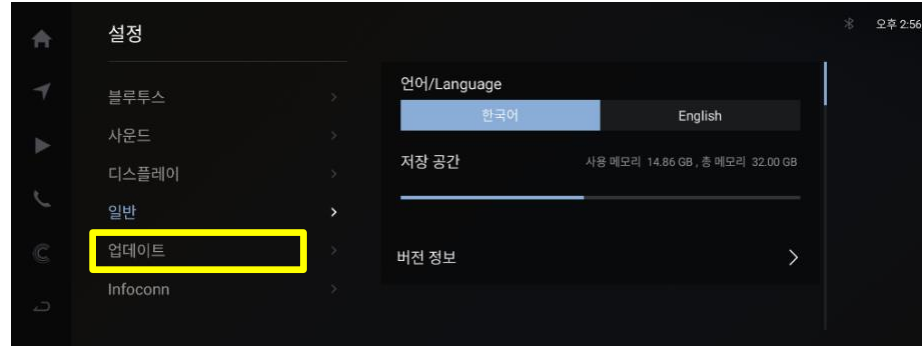 설정
오후 2:56
블루투스
사운드
디스플레이
일반
업데이트
Infoconn
언어/Language
한국어 English
저장 공간 사용 메모리 14.86 GB , 총 메모리 32.00 GB
버전 정보